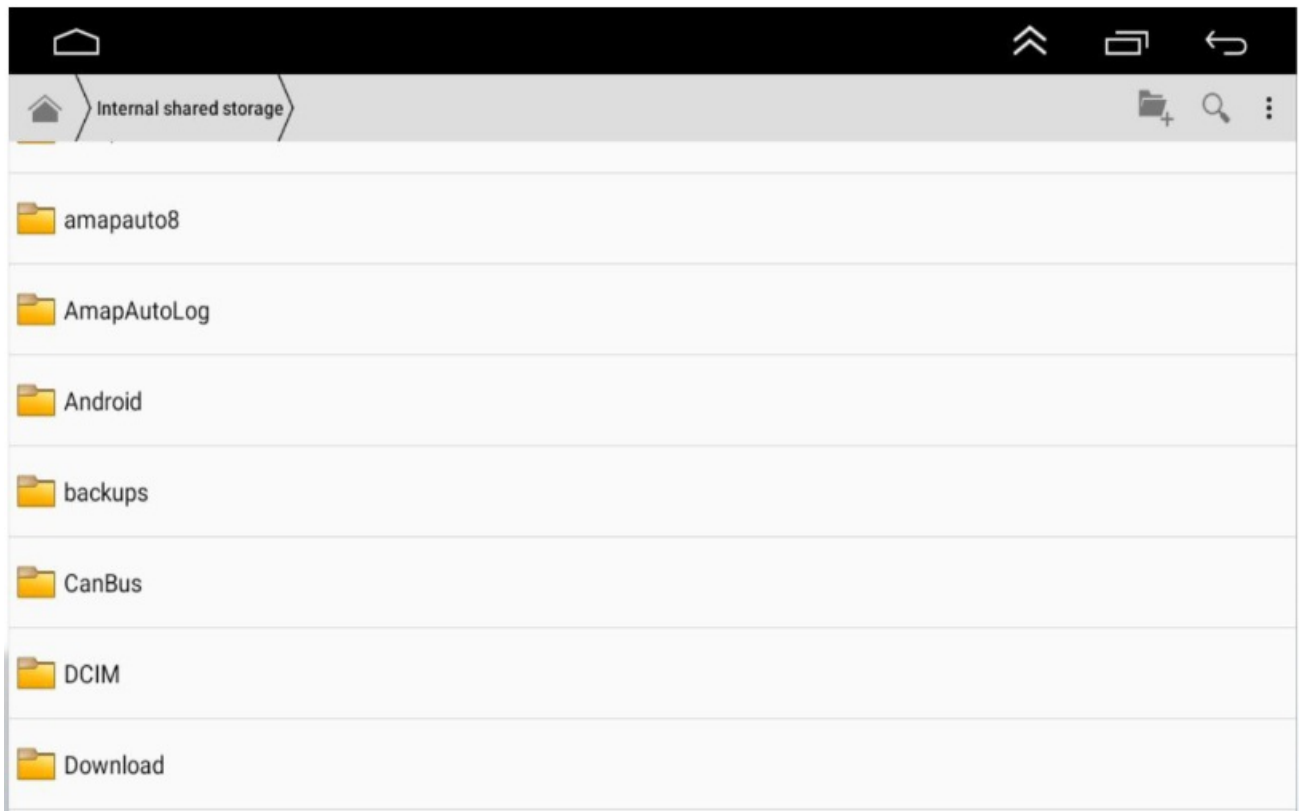 Internal shared storage
amapauto8
AmapAutoLog
Android
backups
CanBus
DCIM
Download